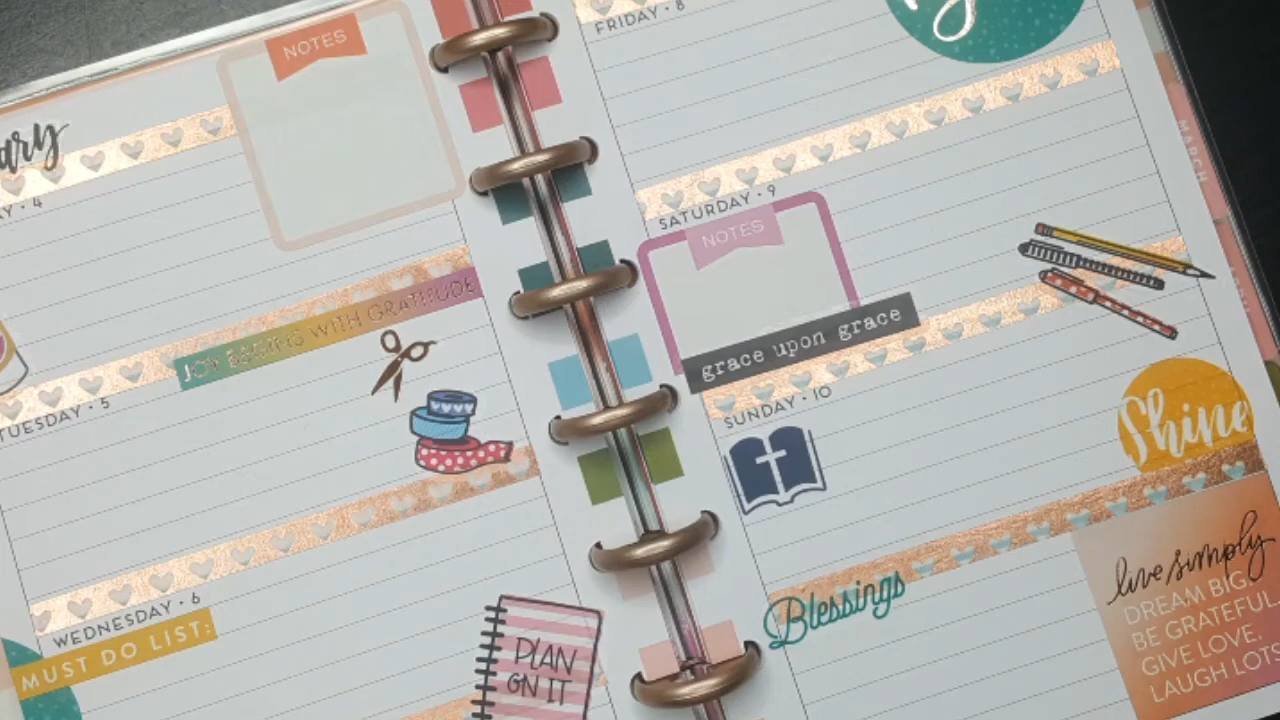 NOTES
TUESDAY • 5
JOY BEGINS WITH GRATITUDE
WEDNESDAY • 6
MUST DO LIST:
PLAN
ON IT
FRIDAY • 8
SATURDAY • 9
NOTES
grace upon grace
SUNDAY • 10
Shine
Blessings
live simply
DREAM BIG.
BE GRATEFUL.
GIVE LOVE.
LAUGH LOTS
MARCH